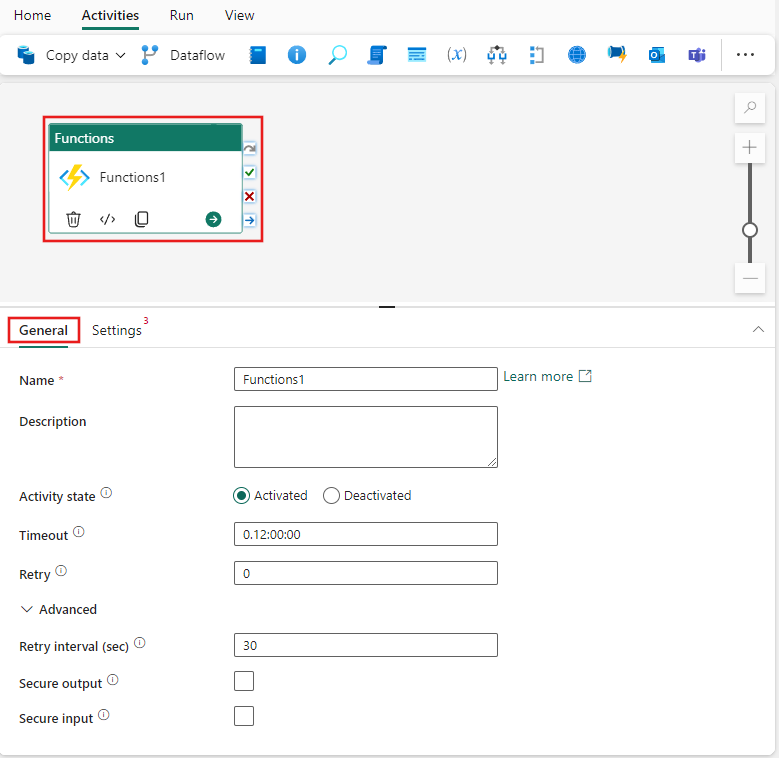 Home Activities Run View
Copy data Dataflow (x) ...
Functions
Functions1
General Settings 3
Name * Functions1 Learn more
Description
Activity state Activated Deactivated
Timeout 0.12:00:00
Retry 0
Advanced
Retry interval (sec) 30
Secure output
Secure input